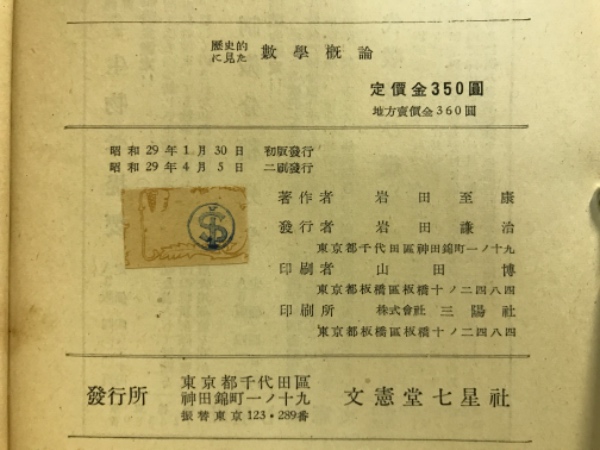 歷史的に見た 數學槪論
定價金350圓
地方賣價金360圓
昭和29年1月30日 初版發行
昭和29年4月5日 二刷發行
著作者 岩田至康
發行者 岩田謙治
東京都千代田區神田錦町一ノ十九
印刷者 山田博
東京都板橋區板橋十ノ二四八四
印刷所 株式會社 三陽社
東京都板橋區板橋十ノ二四八四
發行所 東京都千代田區神田錦町一ノ十九 文憲堂七星社
振替東京123・289番